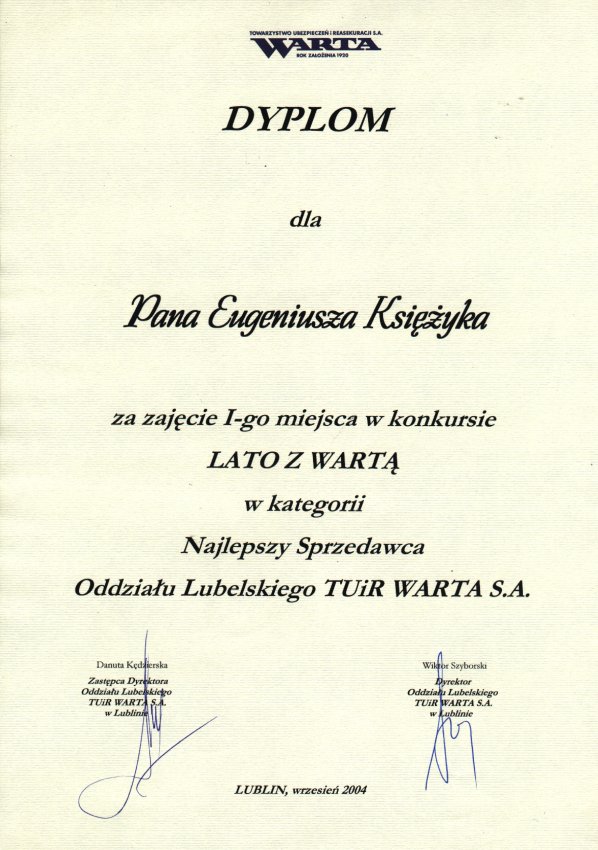 TOWARZYSTWO UBEZPIECZEŃ I REASEKURACJI S.A.
WARTA
ROK ZAŁOŻENIA 1920
DYPLOM
dla
Pana Eugeniusza Księżyka
za zajęcie I-go miejsca w konkursie
LATO Z WARTĄ
w kategorii
Najlepszy Sprzedawca
Oddziału Lubelskiego TUiR WARTA S.A.
Danuta Kędzierska
Zastępca Dyrektora
Oddziału Lubelskiego
TUiR WARTA S.A.
w Lublinie
Wiktor Szyborski
Dyrektor
Oddziału Lubelskiego
TUiR WARTA S.A.
w Lublinie
LUBLIN, wrzesień 2004